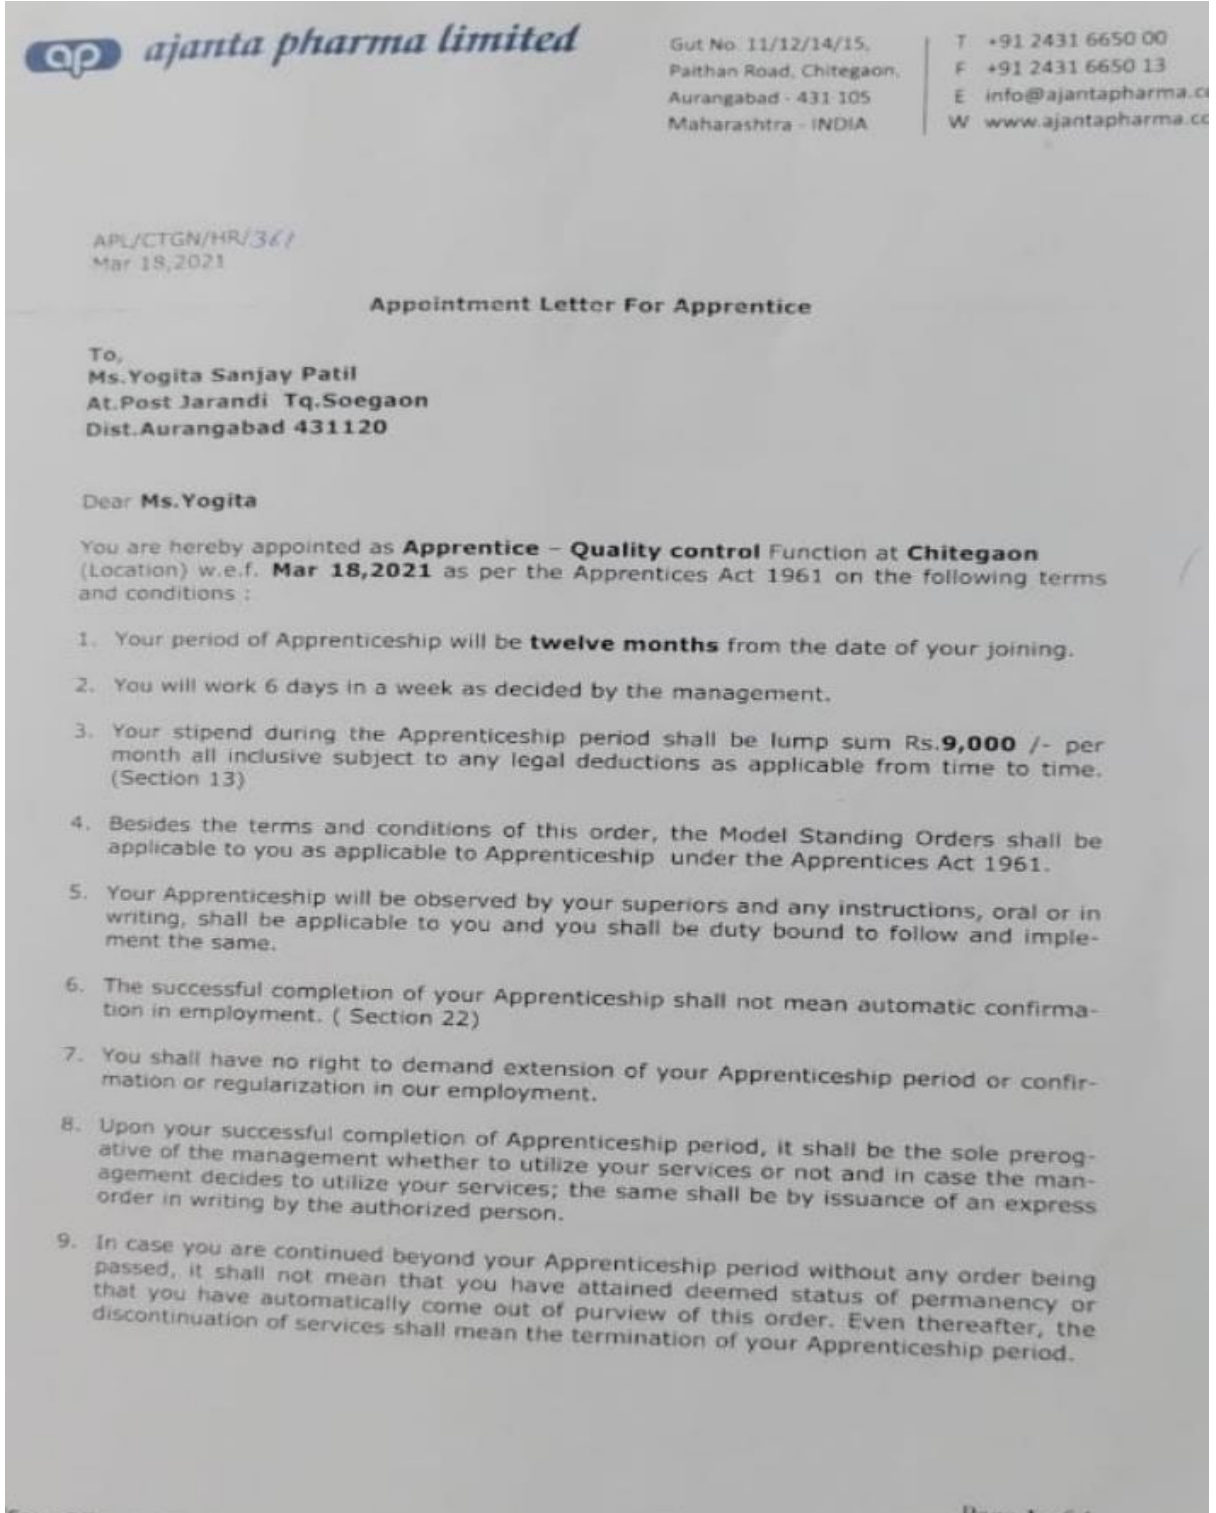 ap ajanta pharma limited
Gut No. 11/12/14/15,
Paithan Road, Chitegaon,
Aurangabad - 431 105
Maharashtra - INDIA
T +91 2431 6650 00
F +91 2431 6650 13
E info@ajantapharma.co
W www.ajantapharma.co
APL/CTGN/HR/361
Mar 18,2021
Appointment Letter For Apprentice
To,
Ms.Yogita Sanjay Patil
At.Post Jarandi Tq.Soegaon
Dist.Aurangabad 431120
Dear Ms.Yogita
You are hereby appointed as Apprentice – Quality control Function at Chitegaon
(Location) w.e.f. Mar 18,2021 as per the Apprentices Act 1961 on the following terms
and conditions :
1. Your period of Apprenticeship will be twelve months from the date of your joining.
2. You will work 6 days in a week as decided by the management.
3. Your stipend during the Apprenticeship period shall be lump sum Rs.9,000 /- per
month all inclusive subject to any legal deductions as applicable from time to time.
(Section 13)
4. Besides the terms and conditions of this order, the Model Standing Orders shall be
applicable to you as applicable to Apprenticeship under the Apprentices Act 1961.
5. Your Apprenticeship will be observed by your superiors and any instructions, oral or in
writing, shall be applicable to you and you shall be duty bound to follow and imple-
ment the same.
6. The successful completion of your Apprenticeship shall not mean automatic confirma-
tion in employment. ( Section 22)
7. You shall have no right to demand extension of your Apprenticeship period or confir-
mation or regularization in our employment.
8. Upon your successful completion of Apprenticeship period, it shall be the sole prerog-
ative of the management whether to utilize your services or not and in case the man-
agement decides to utilize your services; the same shall be by issuance of an express
order in writing by the authorized person.
9. In case you are continued beyond your Apprenticeship period without any order being
passed, it shall not mean that you have attained deemed status of permanency or
that you have automatically come out of purview of this order. Even thereafter, the
discontinuation of services shall mean the termination of your Apprenticeship period.